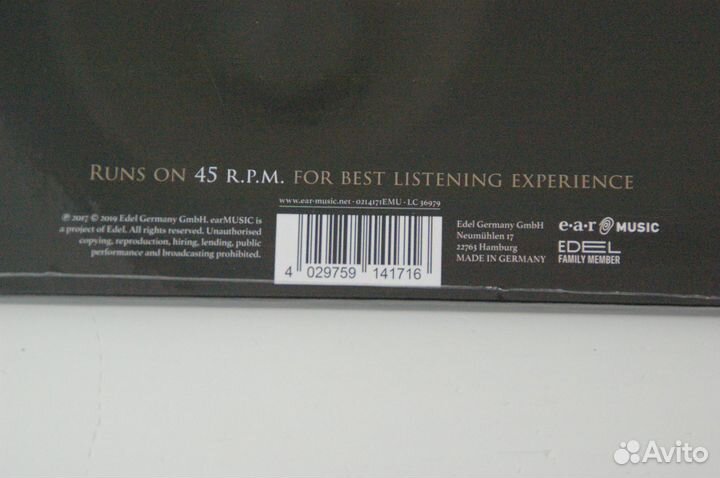 RUNS ON 45 R.P.M. FOR BEST LISTENING EXPERIENCE
www.ear-music.net · 0214171EMU · LC 36979
℗ 2017 © 2019 Edel Germany GmbH. earMUSIC is
a project of Edel. All rights reserved. Unauthorised
copying, reproduction, hiring, lending, public
performance and broadcasting prohibited.
4 029759 141716
Edel Germany GmbH
Neumühlen 17
22763 Hamburg
MADE IN GERMANY
e·a·r MUSIC
EDEL
FAMILY MEMBER
Avito